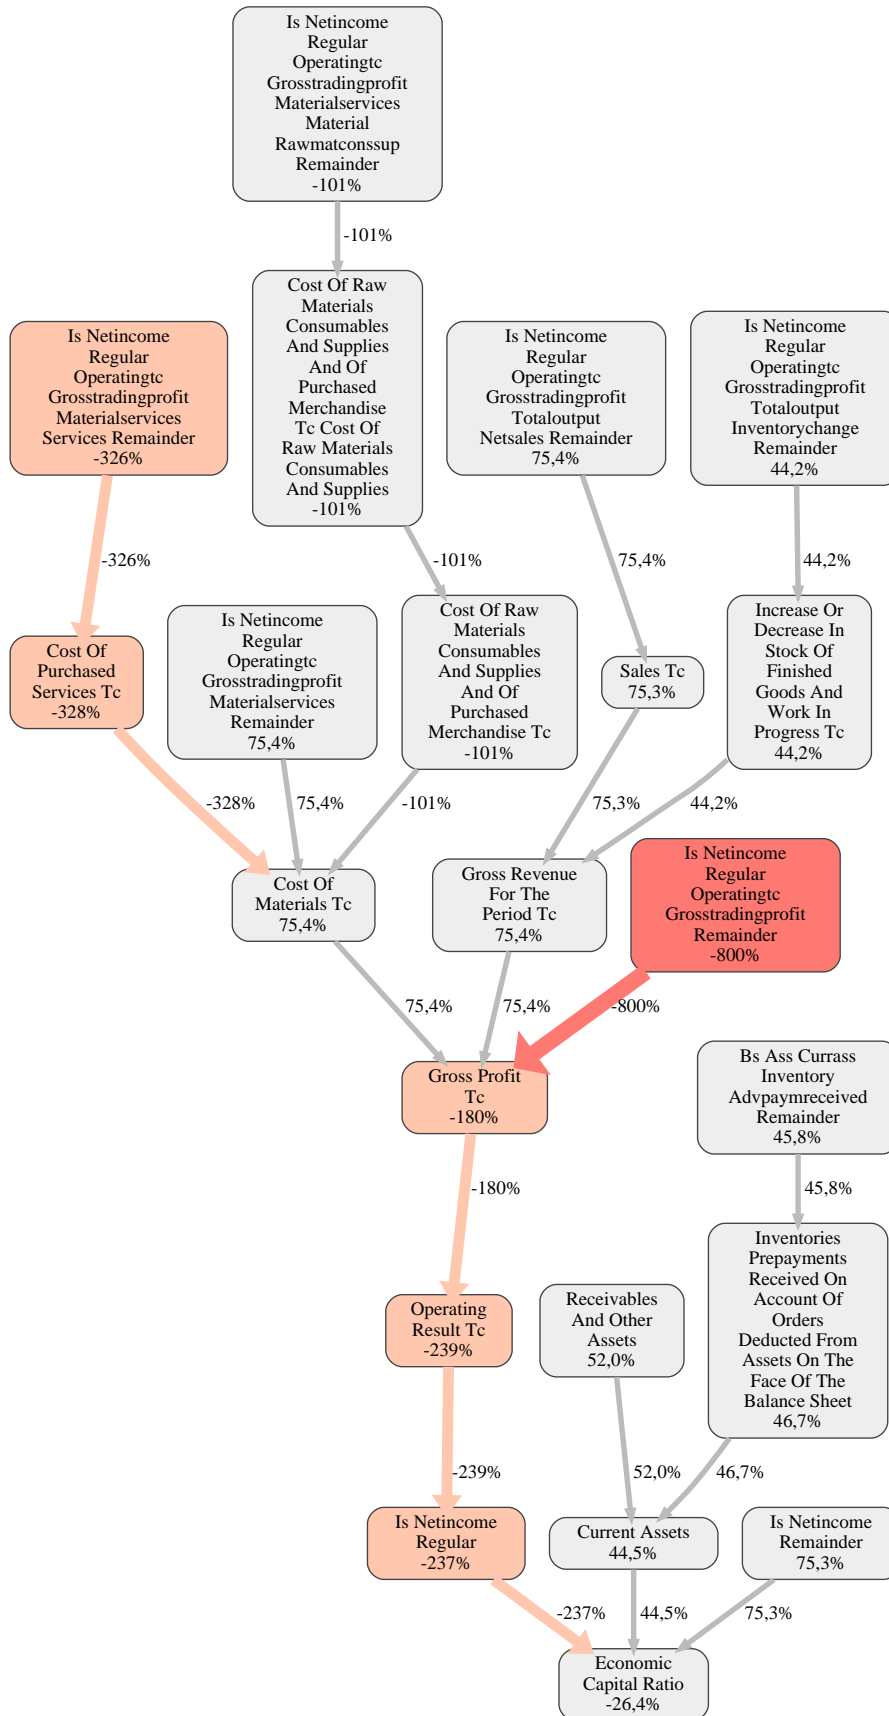 Is Netincome
Regular
Operatingtc
Grosstradingprofit
Materialservices
Material
Rawmatconssup
Remainder
-101%
-101%
Cost Of Raw
Materials
Consumables
And Supplies
And Of
Purchased
Merchandise
Tc Cost Of
Raw Materials
Consumables
And Supplies
-101%
Is Netincome
Regular
Operatingtc
Grosstradingprofit
Materialservices
Services Remainder
-326%
Is Netincome
Regular
Operatingtc
Grosstradingprofit
Totaloutput
Netsales Remainder
75,4%
Is Netincome
Regular
Operatingtc
Grosstradingprofit
Totaloutput
Inventorychange
Remainder
44,2%
-326%
-101%
75,4%
44,2%
Cost Of
Purchased
Services Tc
-328%
Is Netincome
Regular
Operatingtc
Grosstradingprofit
Materialservices
Remainder
75,4%
Cost Of Raw
Materials
Consumables
And Supplies
And Of
Purchased
Merchandise Tc
-101%
Sales Tc
75,3%
Increase Or
Decrease In
Stock Of
Finished
Goods And
Work In
Progress Tc
44,2%
-328%
75,4%
-101%
75,3%
44,2%
Cost Of
Materials Tc
75,4%
Gross Revenue
For The
Period Tc
75,4%
Is Netincome
Regular
Operatingtc
Grosstradingprofit
Remainder
-800%
75,4%
75,4%
-800%
Gross Profit
Tc
-180%
Bs Ass Currass
Inventory
Advpaymreceived
Remainder
45,8%
-180%
45,8%
Operating
Result Tc
-239%
Receivables
And Other
Assets
52,0%
Inventories
Prepayments
Received On
Account Of
Orders
Deducted From
Assets On The
Face Of The
Balance Sheet
46,7%
-239%
52,0%
46,7%
Is Netincome
Regular
-237%
Current Assets
44,5%
Is Netincome
Remainder
75,3%
-237%
44,5%
75,3%
Economic
Capital Ratio
-26,4%